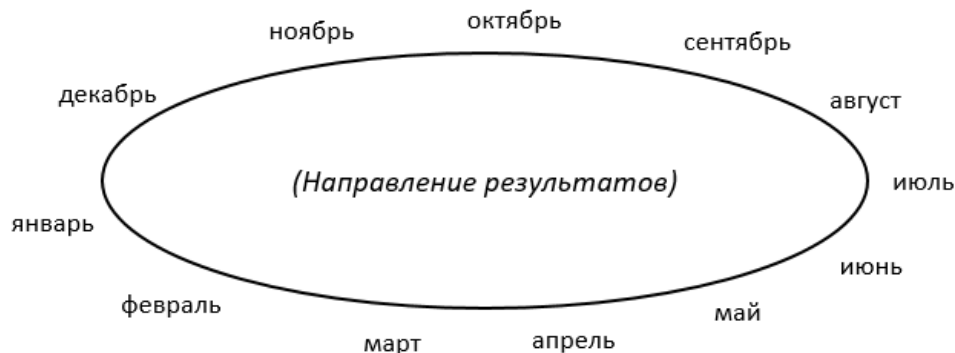 октябрь
ноябрь
сентябрь
декабрь
август
(Направление результатов)
июль
январь
июнь
февраль
май
март
апрель